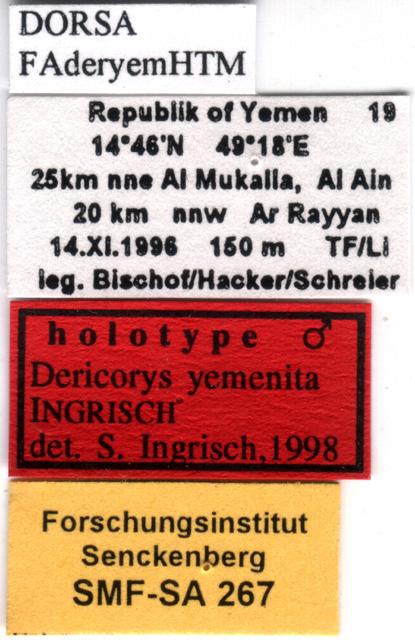 DORSA
FAderyemHTM
Republik of Yemen 19
14°46'N 49°18'E
25km nne Al Mukalla, Al Ain
20 km nnw Ar Rayyan
14.XI.1996 150 m TF/LI
leg. Bischof/Hacker/Schreier
holotype ♂
Dericorys yemenita
INGRISCH
det. S. Ingrisch,1998
Forschungsinstitut
Senckenberg
SMF-SA 267